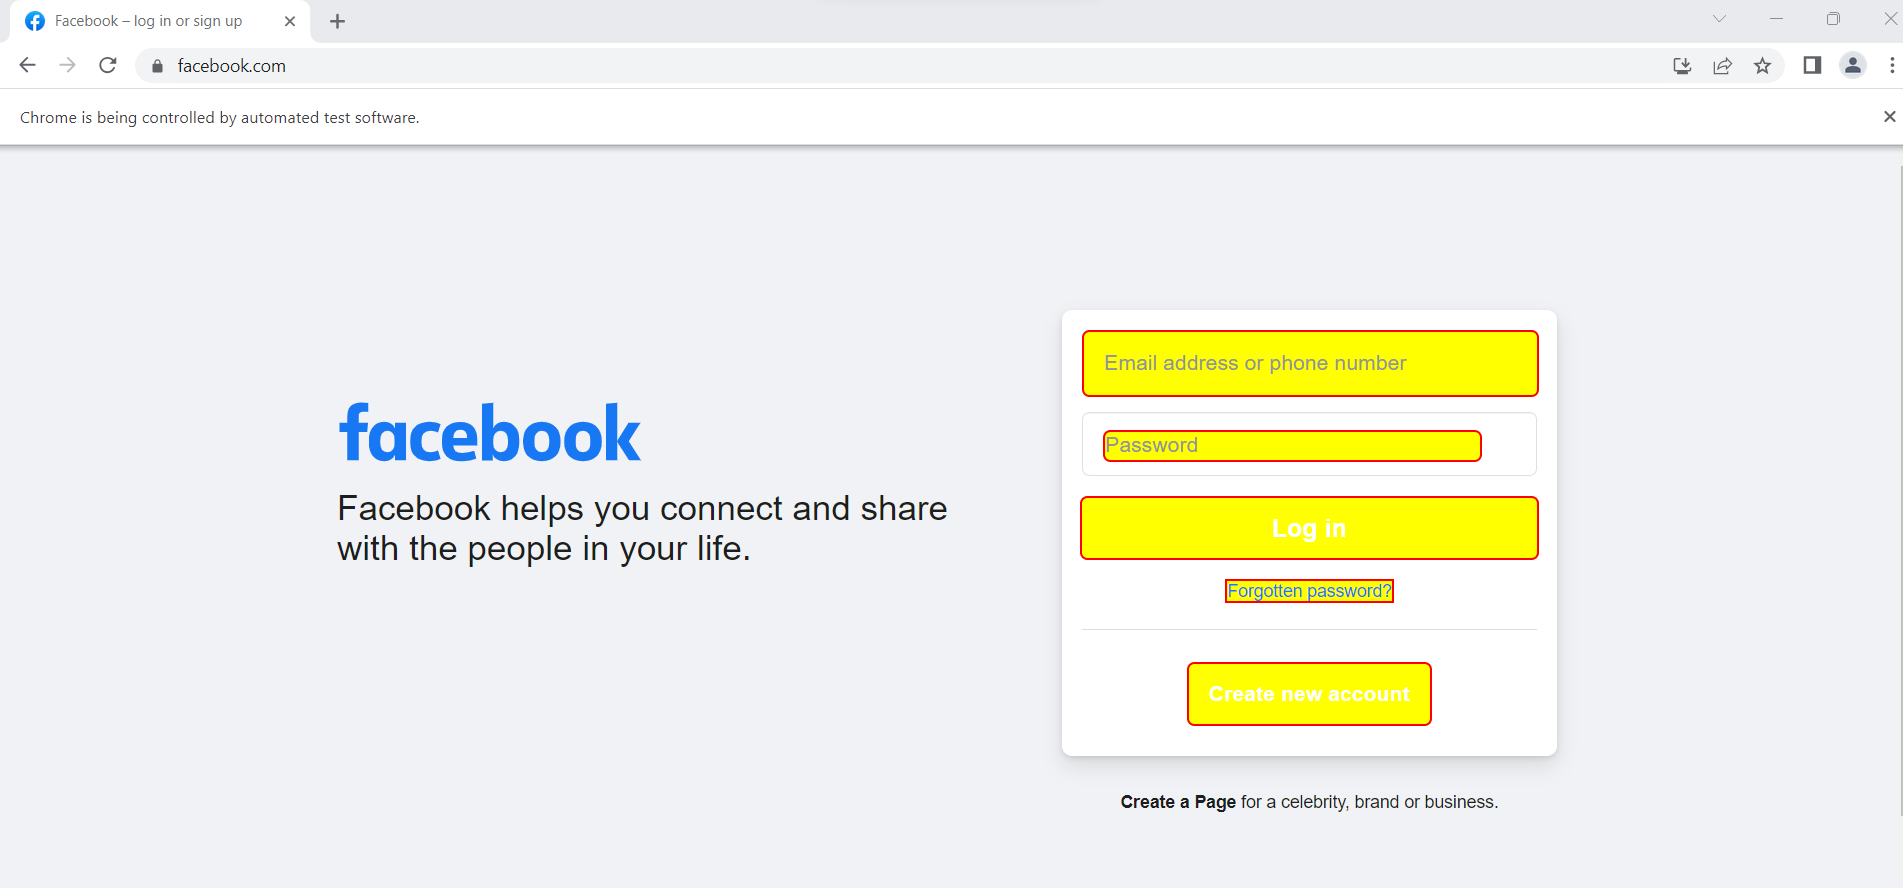 Facebook – log in or sign up
facebook.com
Chrome is being controlled by automated test software.
facebook
Facebook helps you connect and share
with the people in your life.
Email address or phone number
Password
Log in
Forgotten password?
Create new account
Create a Page for a celebrity, brand or business.